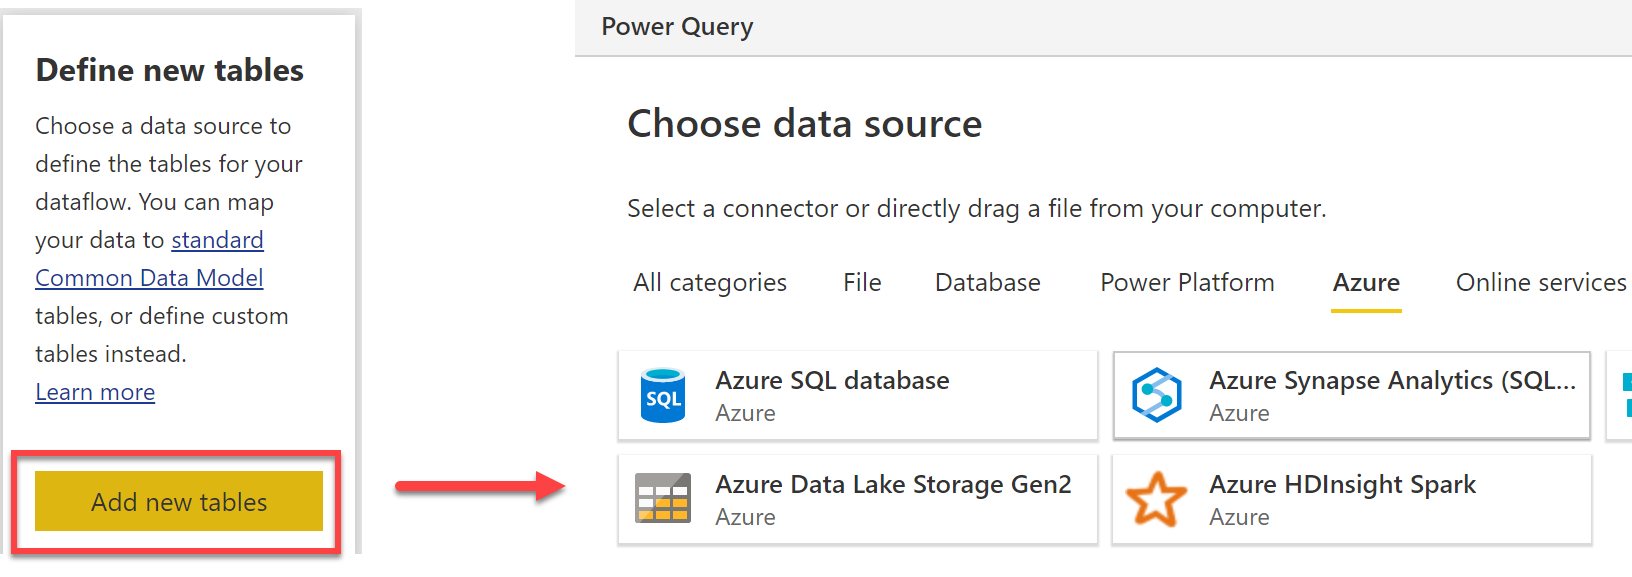 Define new tables
Choose a data source to
define the tables for your
dataflow. You can map
your data to standard
Common Data Model
tables, or define custom
tables instead.
Learn more
Add new tables
Power Query
Choose data source
Select a connector or directly drag a file from your computer.
All categories File Database Power Platform Azure Online services
SQL
Azure SQL database
Azure
Azure Synapse Analytics (SQL...
Azure
Azure Data Lake Storage Gen2
Azure
Azure HDInsight Spark
Azure